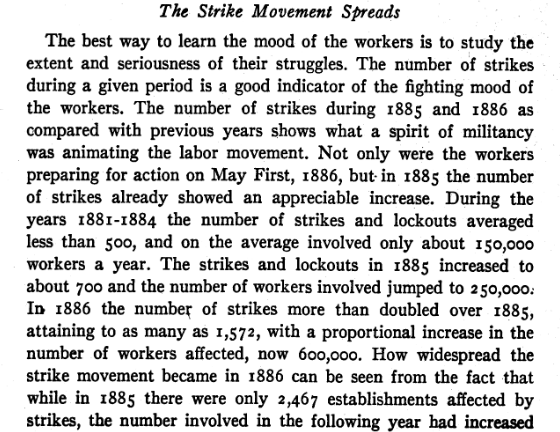 The Strike Movement Spreads
The best way to learn the mood of the workers is to study the
extent and seriousness of their struggles. The number of strikes
during a given period is a good indicator of the fighting mood of
the workers. The number of strikes during 1885 and 1886 as
compared with previous years shows what a spirit of militancy
was animating the labor movement. Not only were the workers
preparing for action on May First, 1886, but in 1885 the number
of strikes already showed an appreciable increase. During the
years 1881-1884 the number of strikes and lockouts averaged
less than 500, and on the average involved only about 150,000
workers a year. The strikes and lockouts in 1885 increased to
about 700 and the number of workers involved jumped to 250,000.
In 1886 the number of strikes more than doubled over 1885,
attaining to as many as 1,572, with a proportional increase in the
number of workers affected, now 600,000. How widespread the
strike movement became in 1886 can be seen from the fact that
while in 1885 there were only 2,467 establishments affected by
strikes, the number involved in the following year had increased